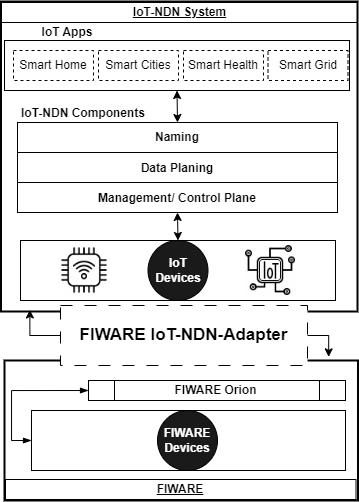 IoT-NDN System
IoT Apps
Smart Home
Smart Cities
Smart Health
Smart Grid
IoT-NDN Components
Naming
Data Planing
Management/ Control Plane
IoT
Devices
IoT
FIWARE IoT-NDN-Adapter
FIWARE Orion
FIWARE
Devices
FIWARE